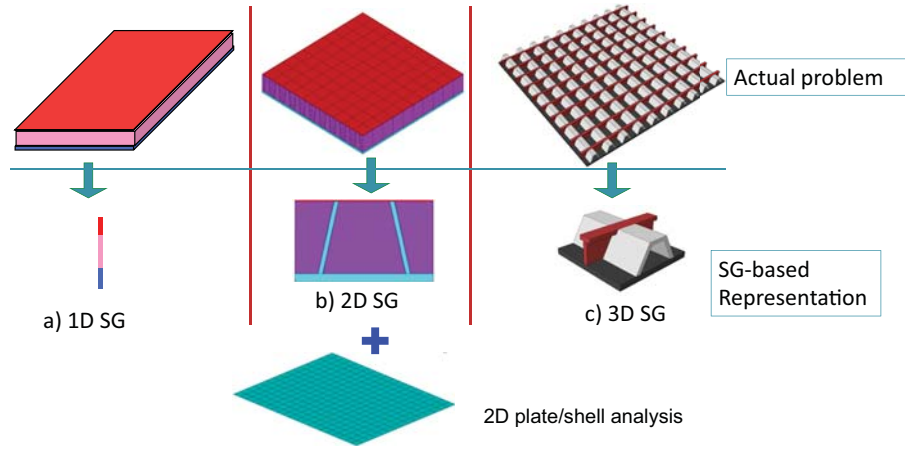 Actual problem
a) 1D SG
b) 2D SG
c) 3D SG
SG-based
Representation
2D plate/shell analysis